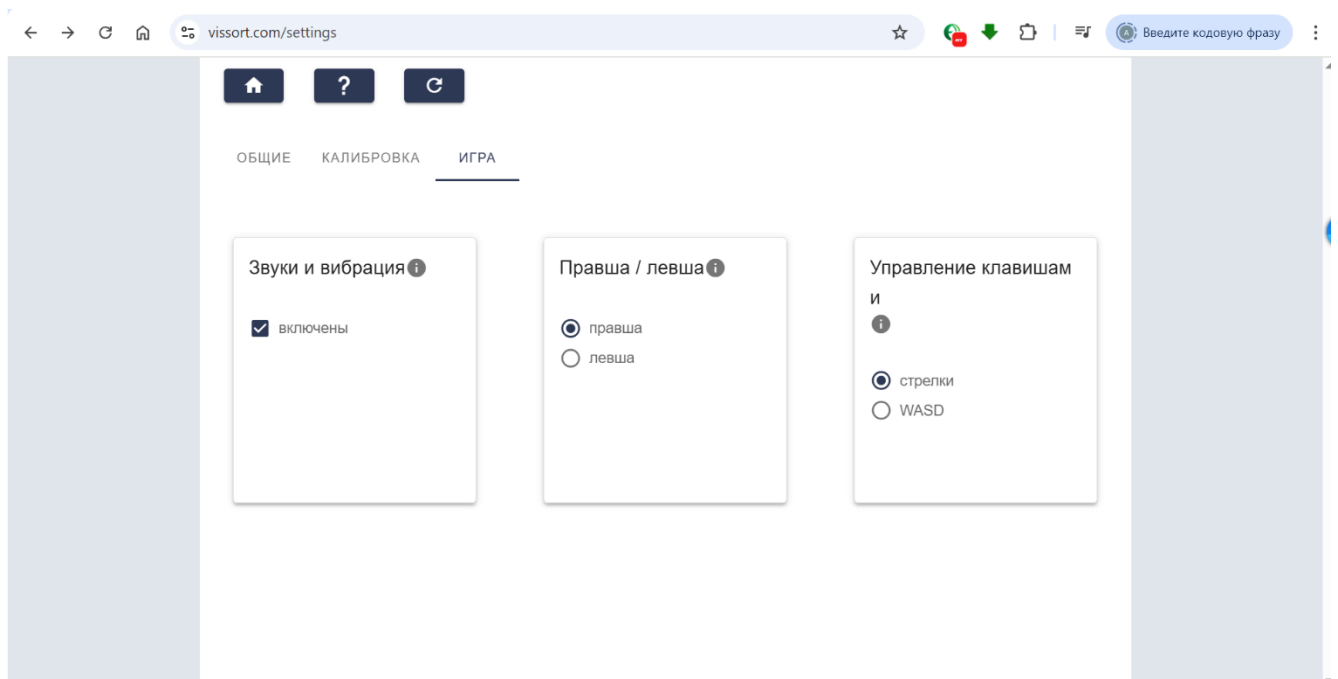 vissort.com/settings
Введите кодовую фразу
?
ОБЩИЕ КАЛИБРОВКА ИГРА
Звуки и вибрация
включены
Правша / левша
правша
левша
Управление клавишам
и
стрелки
WASD